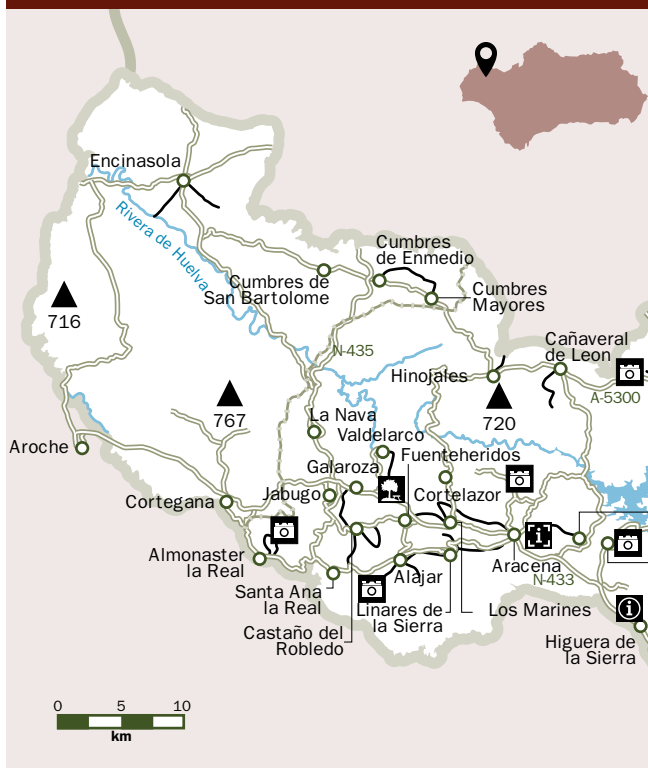 Encinasola
Rivera de Huelva
Cumbres
de Enmedio
Cumbres de
San Bartolome
Cumbres
Mayores
716
N-435
Cañaveral
de Leon
Hinojales
A-5300
767
720
La Nava
Valdelarco
Aroche
Fuenteheridos
Galaroza
Jabugo
Cortelazor
Cortegana
Almonaster
la Real
Aracena
Alajar
N-433
Santa Ana
la Real
Linares de
la Sierra
Los Marines
Castaño del
Robledo
Higuera de
la Sierra
0 5 10
km